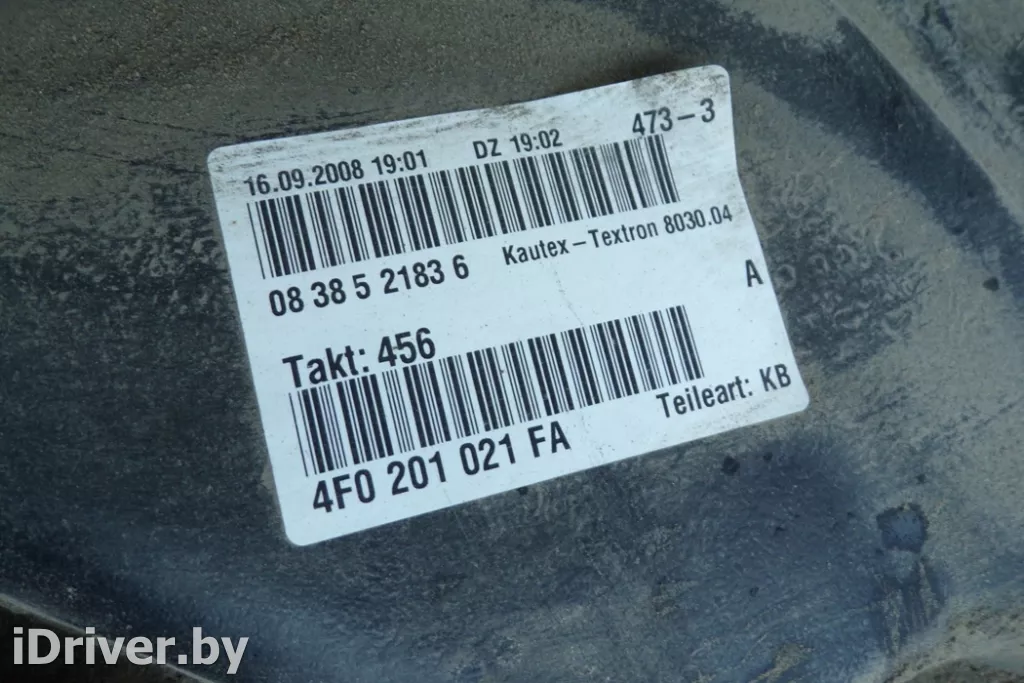 16.09.2008 19:01 DZ 19:02 473-3
08 38 5 2183 6 Kautex-Textron 8030.04
A
Takt: 456
4F0 201 021 FA Teileart: KB
iDriver.by